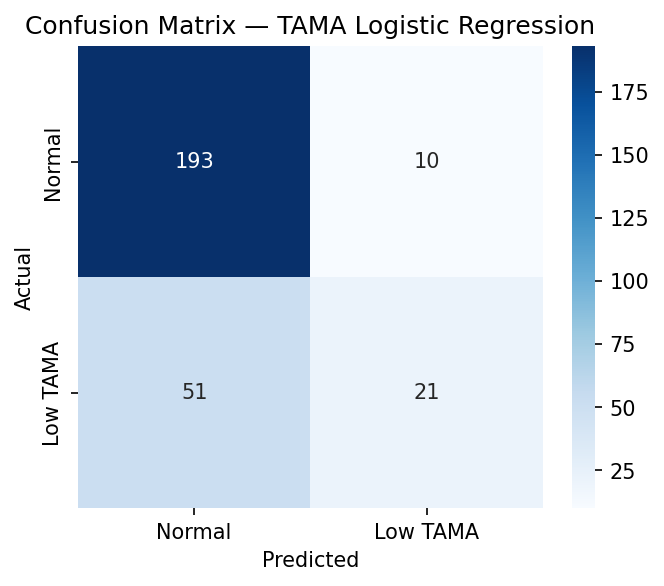 Confusion Matrix — TAMA Logistic Regression
Actual
Normal
193
10
Low TAMA
51
21
Normal
Low TAMA
Predicted
175
150
125
100
75
50
25